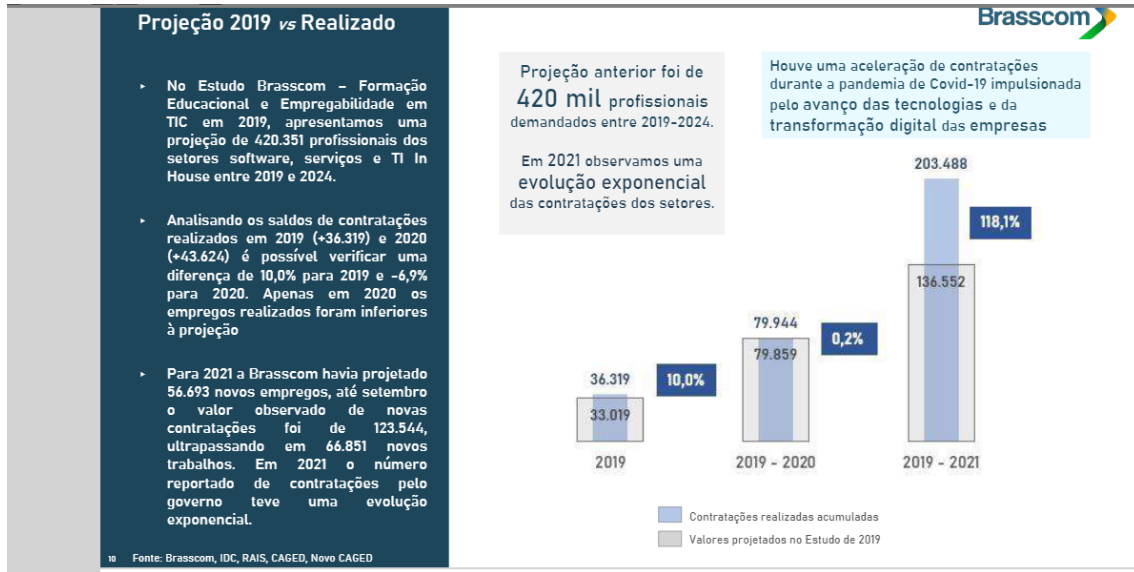 Projeção 2019 vs Realizado
Brasscom
‣ No Estudo Brasscom – Formação
Educacional e Empregabilidade em
TIC em 2019, apresentamos uma
projeção de 420.351 profissionais dos
setores software, serviços e TI In
House entre 2019 e 2024.
‣ Analisando os saldos de contratações
realizados em 2019 (+36.319) e 2020
(+43.624) é possível verificar uma
diferença de 10,0% para 2019 e -6,9%
para 2020. Apenas em 2020 os
empregos realizados foram inferiores
à projeção
‣ Para 2021 a Brasscom havia projetado
56.693 novos empregos, até setembro
o valor observado de novas
contratações foi de 123.544,
ultrapassando em 66.851 novos
trabalhos. Em 2021 o número
reportado de contratações pelo
governo teve uma evolução
exponencial.
10 Fonte: Brasscom, IDC, RAIS, CAGED, Novo CAGED
Projeção anterior foi de
420 mil profissionais
demandados entre 2019-2024.
Em 2021 observamos uma
evolução exponencial
das contratações dos setores.
Houve uma aceleração de contratações
durante a pandemia de Covid-19 impulsionada
pelo avanço das tecnologias e da
transformação digital das empresas
203.488
118,1%
136.552
79.944
0,2%
79.859
36.319
10,0%
33.019
2019
2019 - 2020
2019 - 2021
Contratações realizadas acumuladas
Valores projetados no Estudo de 2019